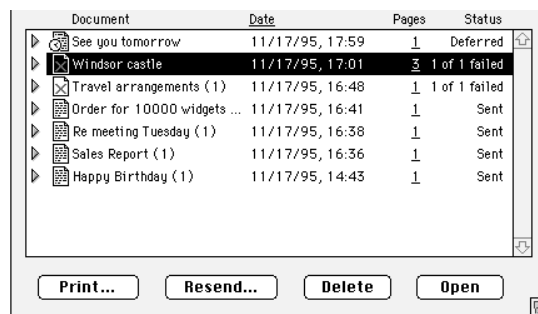 Document Date Pages Status
See you tomorrow 11/17/95, 17:59 1 Deferred
Windsor castle 11/17/95, 17:01 3 1 of 1 failed
Travel arrangements (1) 11/17/95, 16:48 1 1 of 1 failed
Order for 10000 widgets ... 11/17/95, 16:41 1 Sent
Re meeting Tuesday (1) 11/17/95, 16:38 1 Sent
Sales Report (1) 11/17/95, 16:36 1 Sent
Happy Birthday (1) 11/17/95, 14:43 1 Sent
Print... Resend... Delete Open